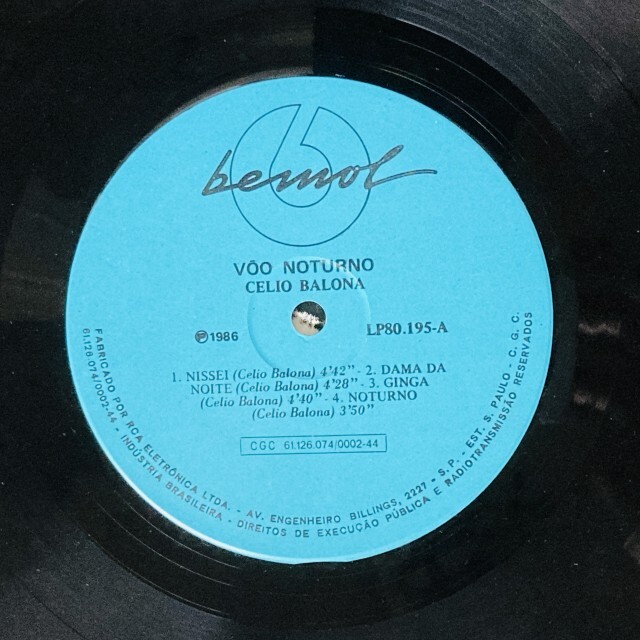 bemol
VÔO NOTURNO
CELIO BALONA
℗1986 LP80.195-A
1. NISSEI (Celio Balona) 4'42" - 2. DAMA DA
NOITE (Celio Balona) 4'28" - 3. GINGA
(Celio Balona) 4'40" - 4. NOTURNO
(Celio Balona) 3'50"
CGC 61.126.074/0002-44
FABRICADO POR RCA ELETRÔNICA LTDA. - AV. ENGENHEIRO BILLINGS, 2227 - S.P. - EST. S. PAULO - C.G.C.
61.126.074/0002-44 - INDÚSTRIA BRASILEIRA - DIREITOS DE EXECUÇÃO PÚBLICA E RADIOTRANSMISSÃO RESERVADOS